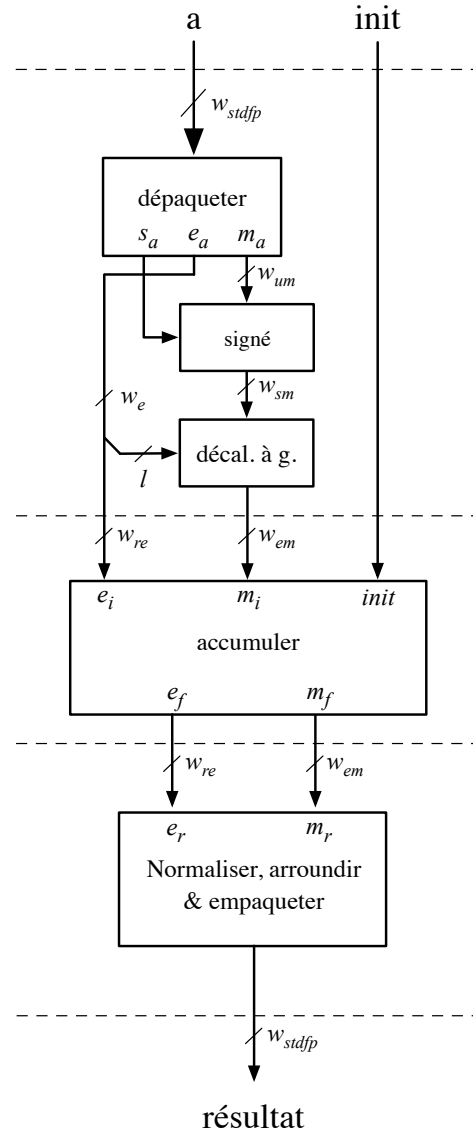 a init
w_stdfp
dépaqueter
s_a e_a m_a
w_um
signé
w_sm
w_e
décal. à g.
l
w_re w_em
e_i m_i init
accumuler
e_f m_f
w_re w_em
e_r m_r
Normaliser, arroundir
& empaqueter
w_stdfp
résultat